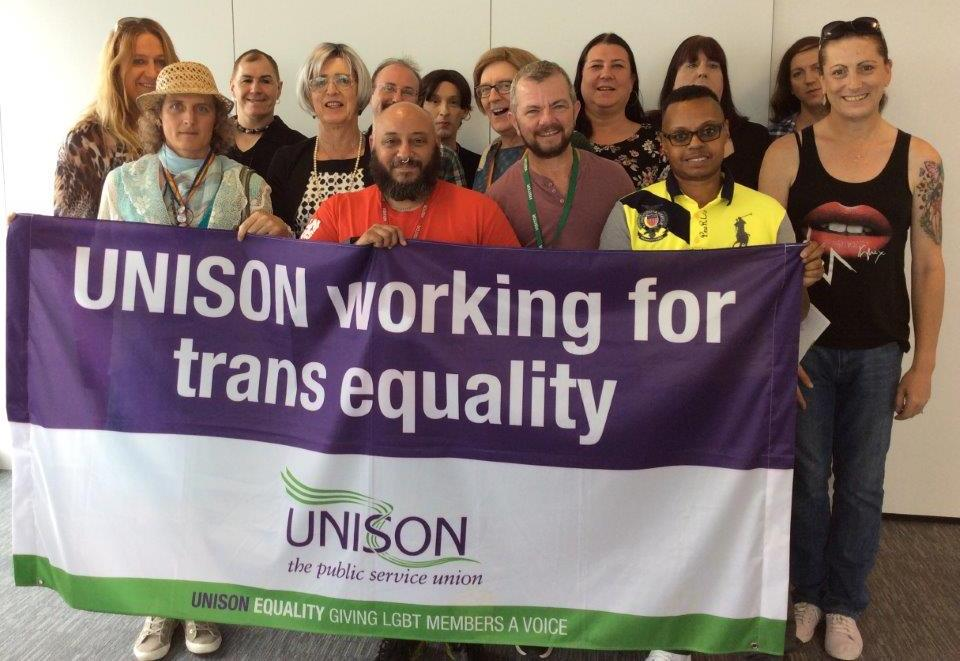 UNISON working for
trans equality
UNISON
the public service union
UNISON EQUALITY GIVING LGBT MEMBERS A VOICE